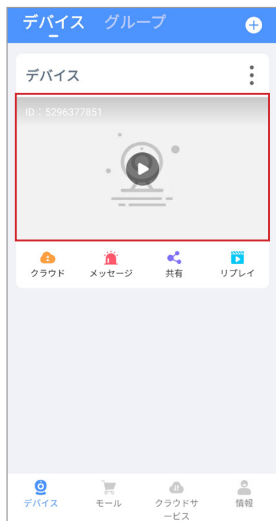 デバイス グループ
デバイス
ID：5296377851
クラウド メッセージ 共有 リプレイ
デバイス モール クラウドサ 情報
ービス